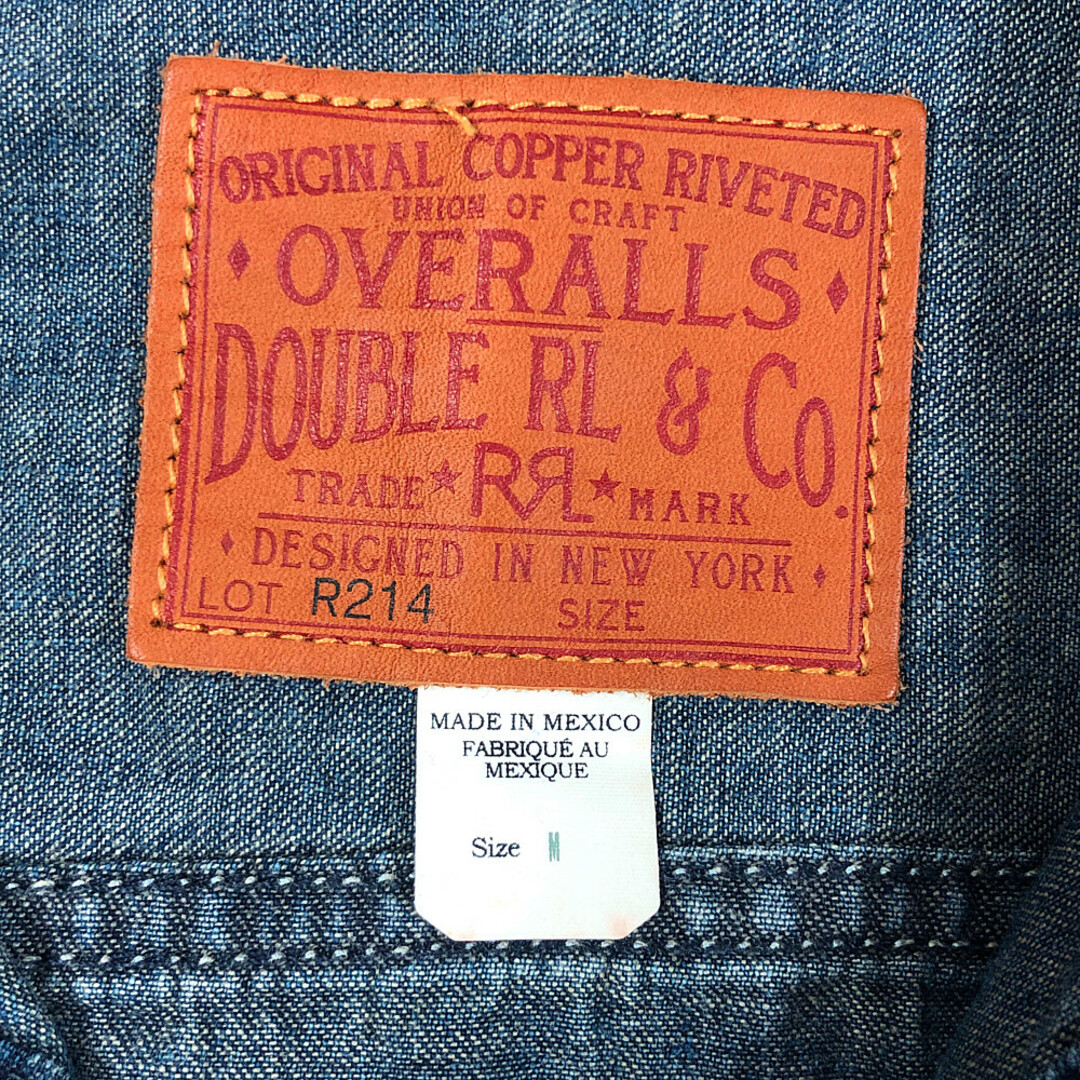 ORIGINAL COPPER RIVETED
UNION OF CRAFT
OVERALLS
DOUBLE RL & Co.
TRADE ★ RRL ★ MARK
DESIGNED IN NEW YORK
LOT R214 SIZE
MADE IN MEXICO
FABRIQUÉ AU
MEXIQUE
Size M